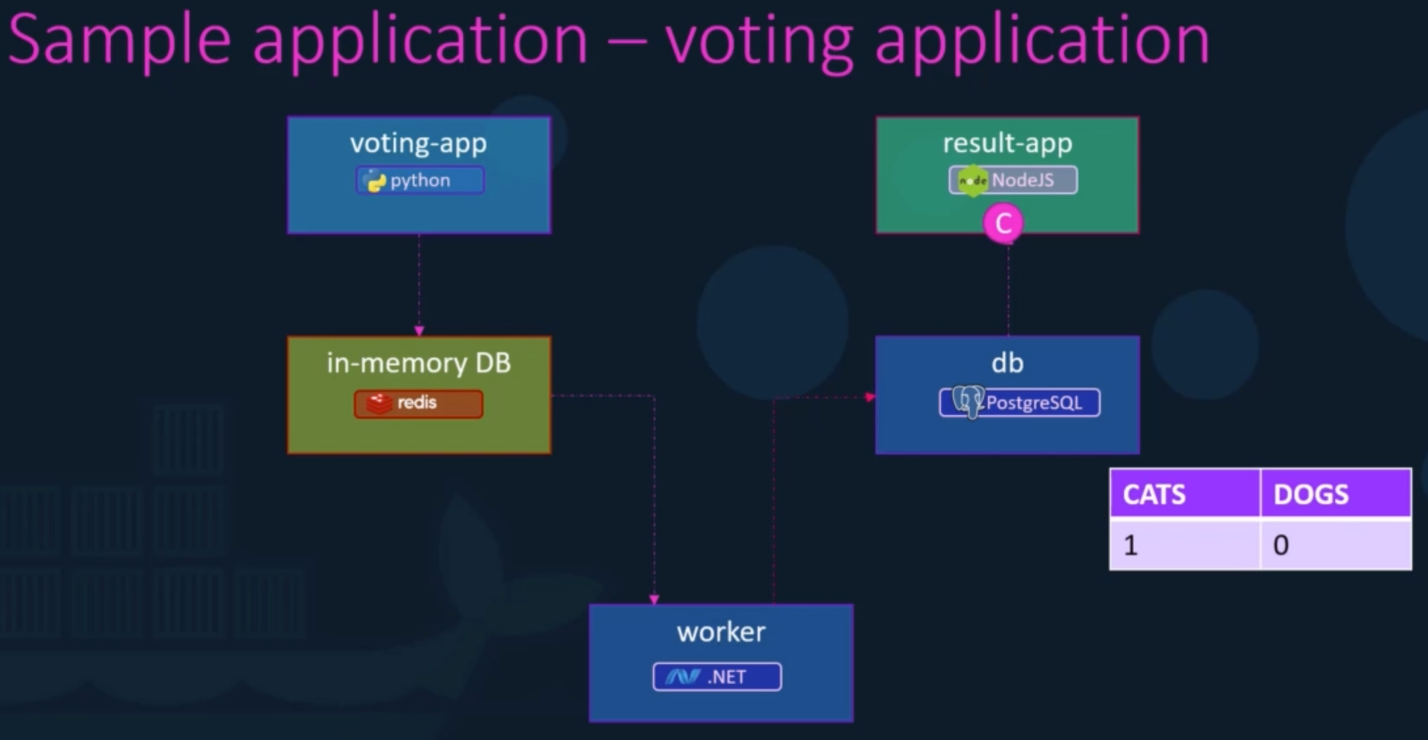 Sample application – voting application
voting-app
python
result-app
node NodeJS
C
in-memory DB
redis
db
PostgreSQL
CATS DOGS
1 0
worker
.NET